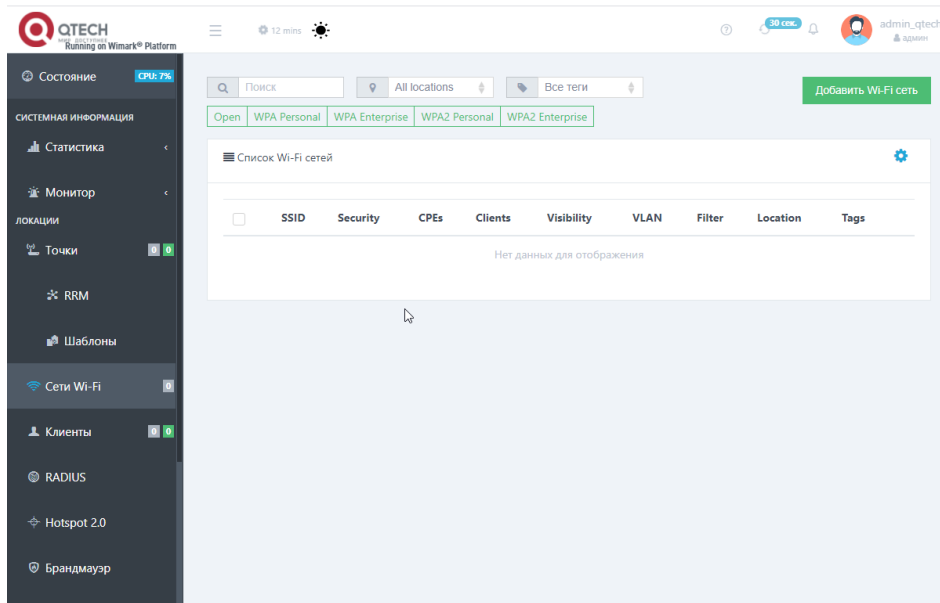 QTECH
МИР ДОСТУПНЕЕ
Running on Wimark® Platform
12 mins
30 сек.
admin_qtech
админ
Состояние CPU: 7%
СИСТЕМНАЯ ИНФОРМАЦИЯ
Статистика
Монитор
ЛОКАЦИИ
Точки 0 0
RRM
Шаблоны
Сети Wi-Fi 0
Клиенты 0 0
RADIUS
Hotspot 2.0
Брандмауэр
Поиск All locations Все теги Добавить Wi-Fi сеть
Open WPA Personal WPA Enterprise WPA2 Personal WPA2 Enterprise
Список Wi-Fi сетей
SSID Security CPEs Clients Visibility VLAN Filter Location Tags
Нет данных для отображения